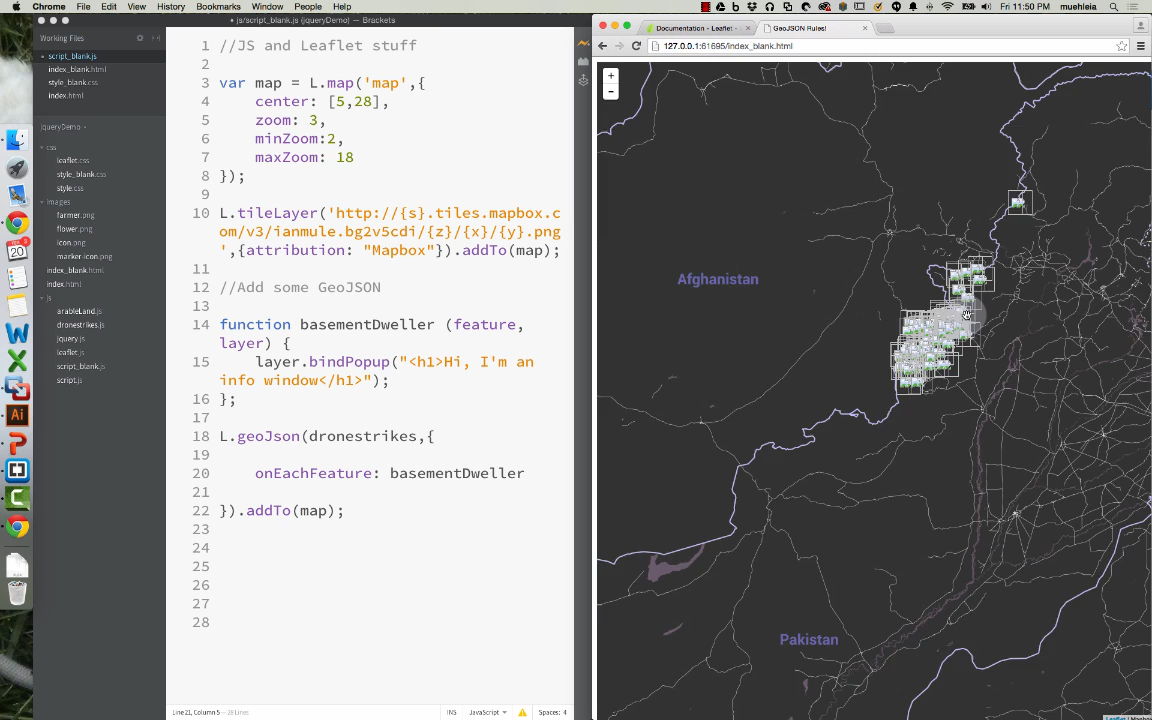 Chrome File Edit View History Bookmarks Window People Help
Fri 11:50 PM muehleia
js/script_blank.js (jqueryDemo) — Brackets
Working Files
script_blank.js
index_blank.html
style_blank.css
index.html
jqueryDemo
css
leaflet.css
style_blank.css
style.css
images
farmer.png
flower.png
icon.png
marker-icon.png
index_blank.html
index.html
js
arableLand.js
dronestrikes.js
jquery.js
leaflet.js
script_blank.js
script.js
1 //JS and Leaflet stuff
2
3 var map = L.map('map',{
4 center: [5,28],
5 zoom: 3,
6 minZoom:2,
7 maxZoom: 18
8 });
9
10 L.tileLayer('http://{s}.tiles.mapbox.c
om/v3/ianmule.bg2v5cdi/{z}/{x}/{y}.png
',{attribution: "Mapbox"}).addTo(map);
11
12 //Add some GeoJSON
13
14 function basementDweller (feature,
layer) {
15 layer.bindPopup("<h1>Hi, I'm an
info window</h1>");
16 };
17
18 L.geoJson(dronestrikes,{
19
20 onEachFeature: basementDweller
21
22 }).addTo(map);
23
24
25
26
27
28
Line 21, Column 5 — 28 Lines
INS JavaScript Spaces: 4
Documentation - Leaflet -
GeoJSON Rules!
127.0.0.1:61695/index_blank.html
+
-
Afghanistan
Pakistan
Leaflet | Mapbox
20